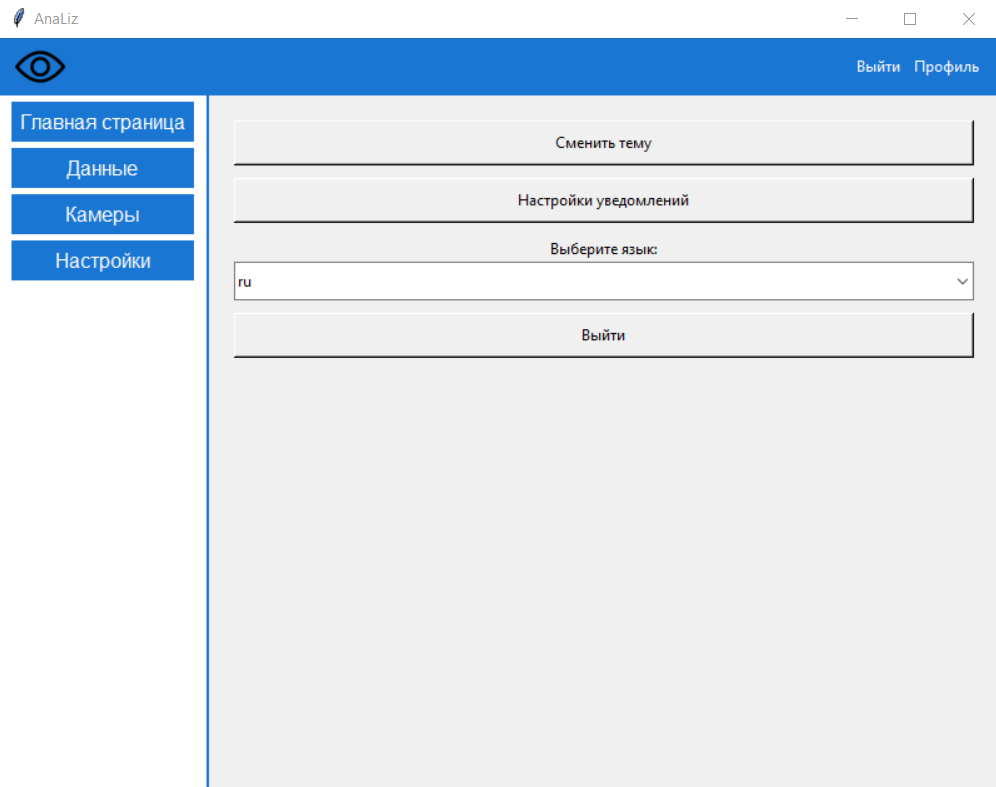 AnaLiz
Выйти Профиль
Главная страница
Данные
Камеры
Настройки
Сменить тему
Настройки уведомлений
Выберите язык:
ru
Выйти